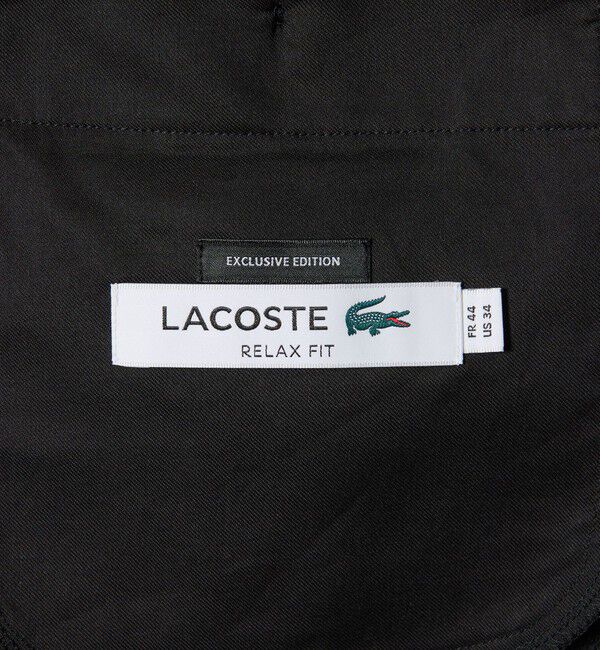 EXCLUSIVE EDITION
LACOSTE
RELAX FIT
FR 44
US 34